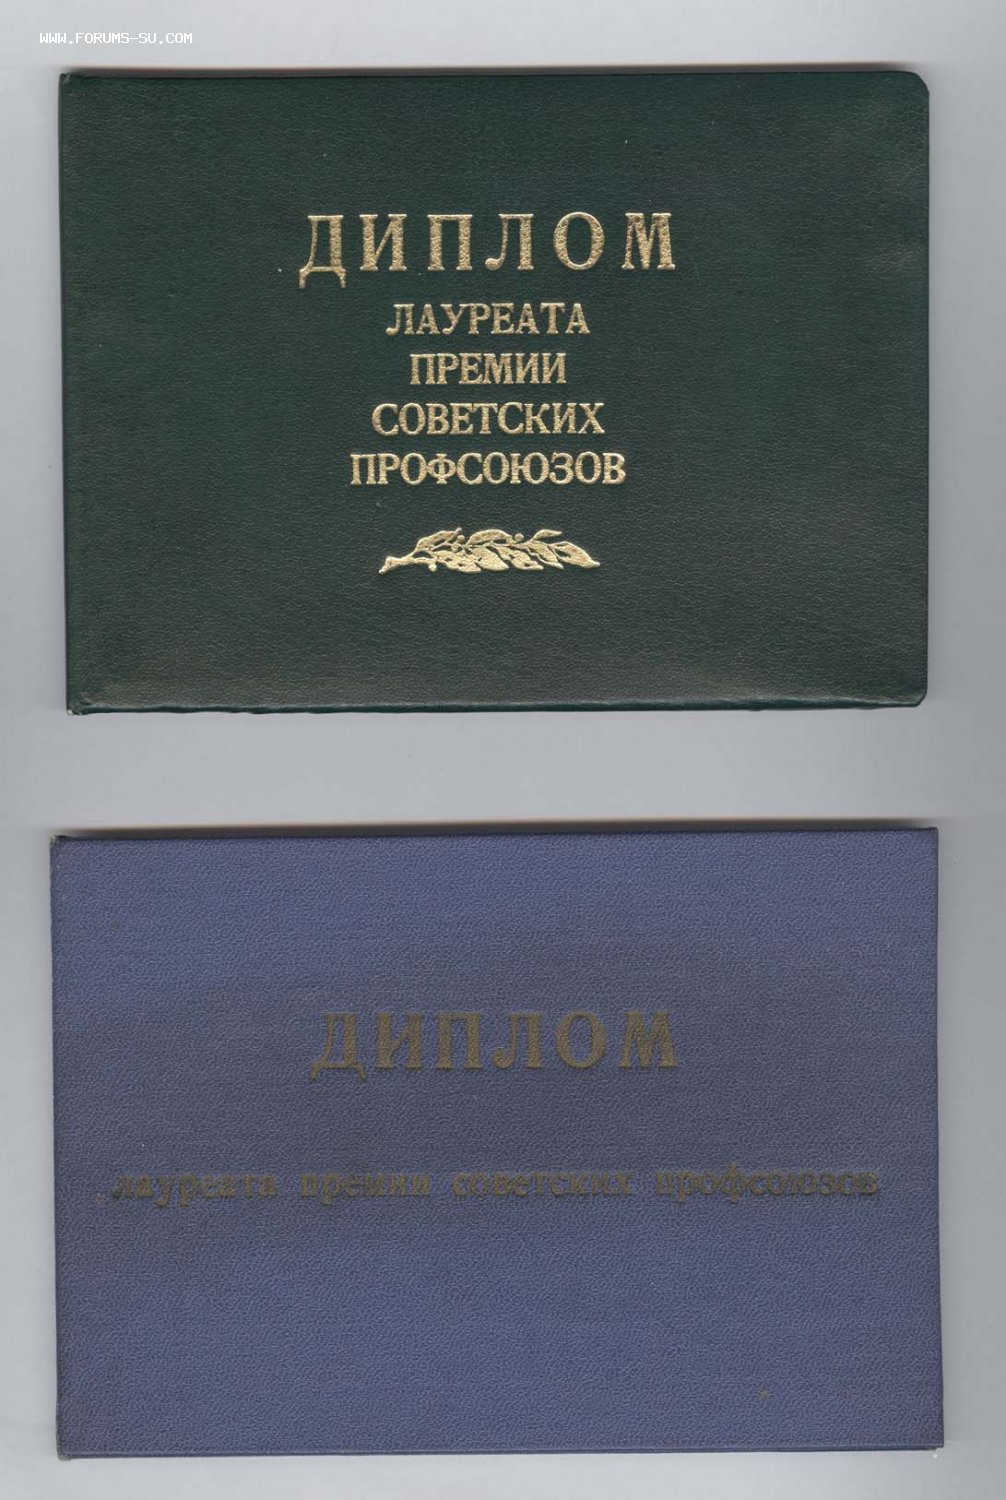 WWW.FORUMS-SU.COM
ДИПЛОМ
ЛАУРЕАТА
ПРЕМИИ
СОВЕТСКИХ
ПРОФСОЮЗОВ
ДИПЛОМ
лауреата премии советских профсоюзов